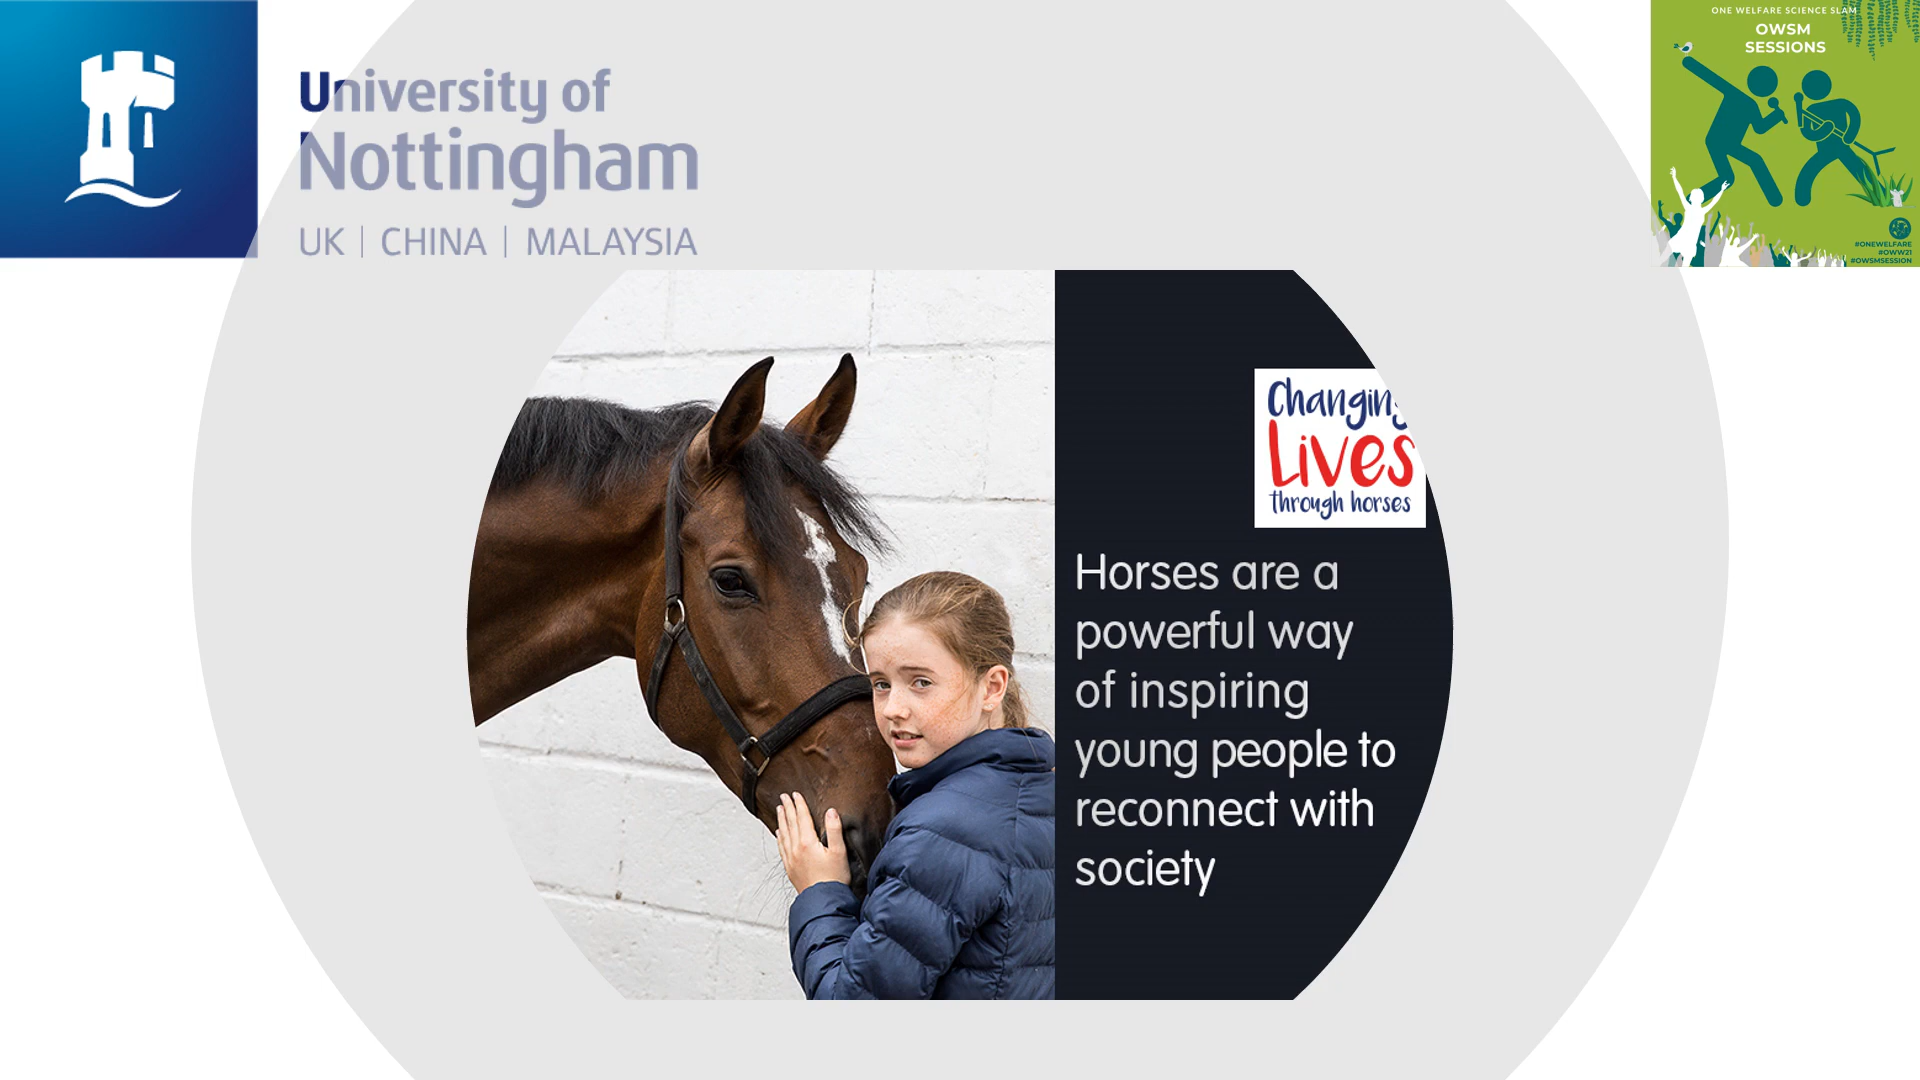 University of
Nottingham
UK | CHINA | MALAYSIA
ONE WELFARE SCIENCE SLAM
OWSM
SESSIONS
#ONEWELFARE
#OWW21
#OWSMSESSION
Changing
Lives
through horses
Horses are a
powerful way
of inspiring
young people to
reconnect with
society